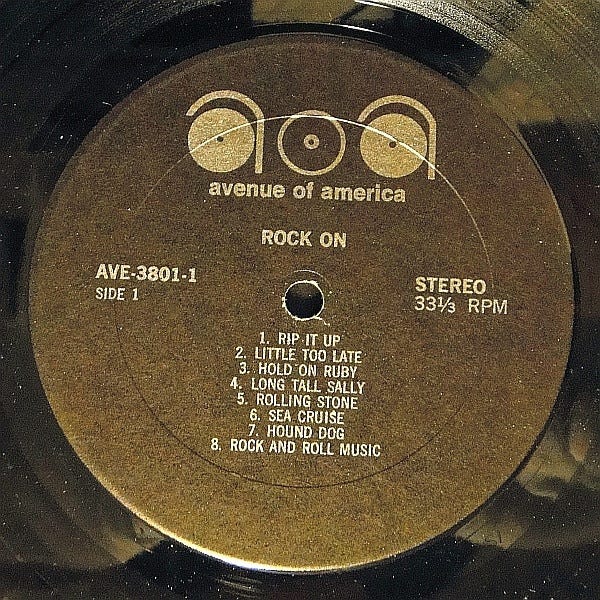 aoa
avenue of america
ROCK ON
AVE-3801-1
SIDE 1
STEREO
33⅓ RPM
1. RIP IT UP
2. LITTLE TOO LATE
3. HOLD ON RUBY
4. LONG TALL SALLY
5. ROLLING STONE
6. SEA CRUISE
7. HOUND DOG
8. ROCK AND ROLL MUSIC